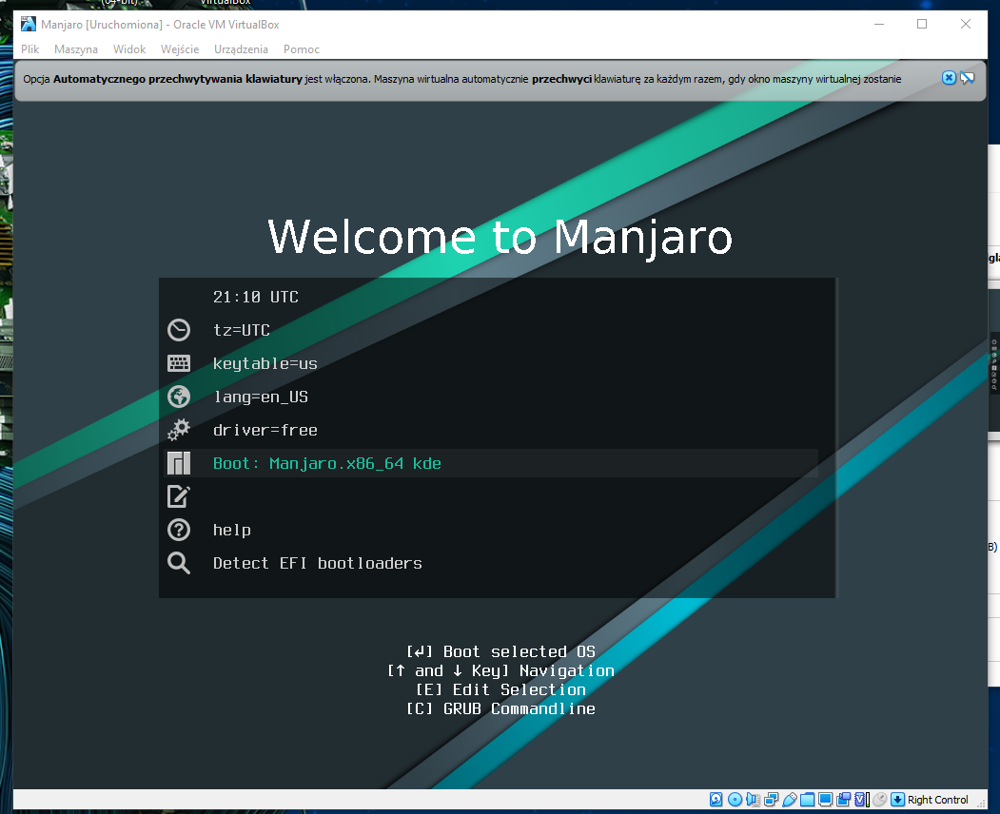 (64-bit)
VirtualBox
Manjaro [Uruchomiona] - Oracle VM VirtualBox
Plik Maszyna Widok Wejście Urządzenia Pomoc
Opcja Automatycznego przechwytywania klawiatury jest włączona. Maszyna wirtualna automatycznie przechwyci klawiaturę za każdym razem, gdy okno maszyny wirtualnej zostanie
Welcome to Manjaro
21:10 UTC
tz=UTC
keytable=us
lang=en_US
driver=free
Boot: Manjaro.x86_64 kde
help
Detect EFI bootloaders
[↲] Boot selected OS
[↑ and ↓ Key] Navigation
[E] Edit Selection
[C] GRUB Commandline
Right Control
B)